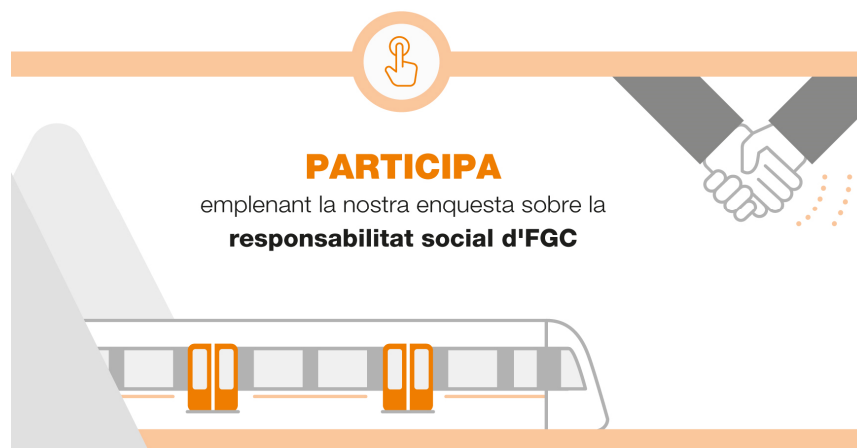 PARTICIPA
emplenant la nostra enquesta sobre la
responsabilitat social d'FGC